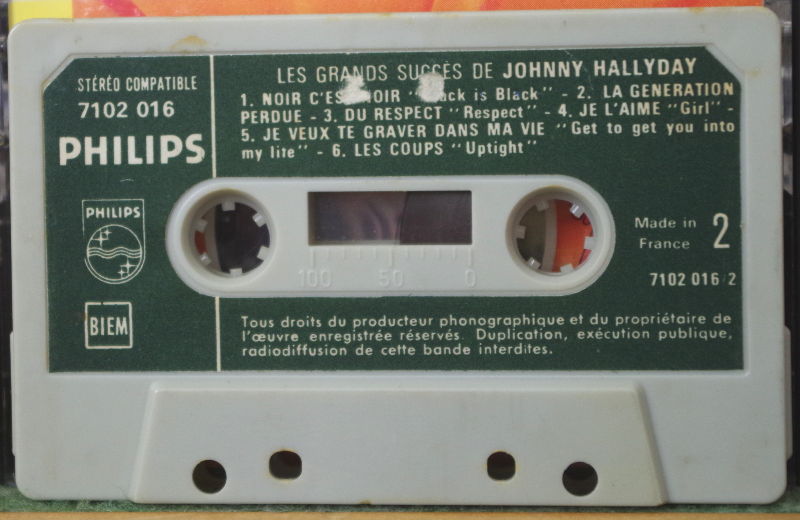 STÉRÉO COMPATIBLE
7102 016
PHILIPS
PHILIPS
BIEM
LES GRANDS SUCCÈS DE JOHNNY HALLYDAY
1. NOIR C'EST NOIR "Black is Black" - 2. LA GENERATION
PERDUE - 3. DU RESPECT "Respect" - 4. JE L'AIME "Girl" -
5. JE VEUX TE GRAVER DANS MA VIE "Get to get you into
my life" - 6. LES COUPS "Uptight"
100 50 0
Made in
France
2
7102 016 2
Tous droits du producteur phonographique et du propriétaire de
l'œuvre enregistrée réservés. Duplication, exécution publique,
radiodiffusion de cette bande interdites.